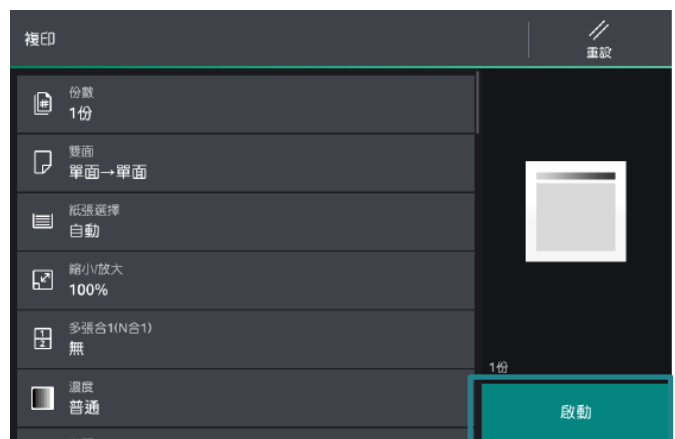 複印
重設
份數
1份
雙面
單面→單面
紙張選擇
自動
縮小/放大
100%
多張合1(N合1)
無
濃度
普通
1份
啟動